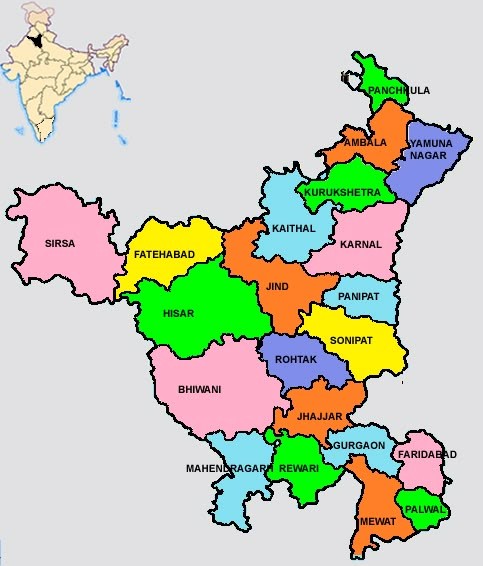 PANCHKULA
AMBALA
YAMUNA
NAGAR
KURUKSHETRA
KAITHAL
KARNAL
SIRSA
FATEHABAD
JIND
PANIPAT
HISAR
SONIPAT
ROHTAK
BHIWANI
JHAJJAR
GURGAON
FARIDABAD
MAHENDRAGARH
REWARI
PALWAL
MEWAT